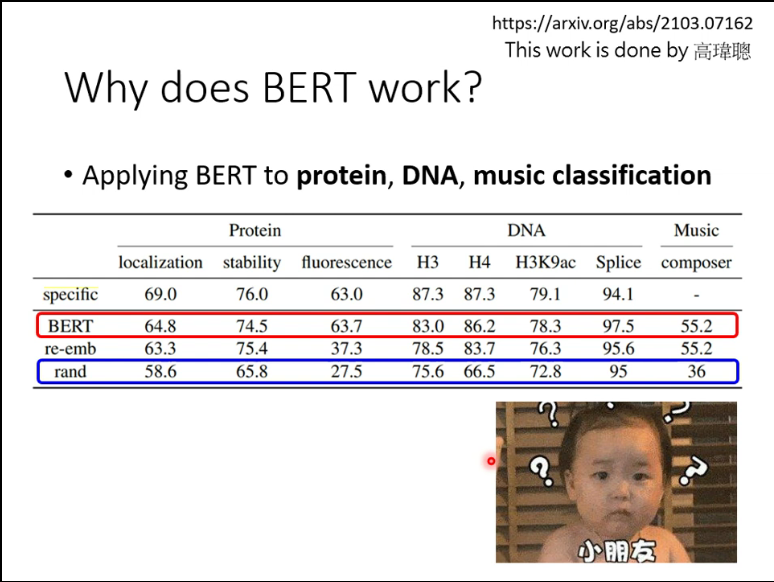 https://arxiv.org/abs/2103.07162
This work is done by 高瑋聰
Why does BERT work?
• Applying BERT to protein, DNA, music classification
Protein DNA Music
localization stability fluorescence H3 H4 H3K9ac Splice composer
specific 69.0 76.0 63.0 87.3 87.3 79.1 94.1 -
BERT 64.8 74.5 63.7 83.0 86.2 78.3 97.5 55.2
re-emb 63.3 75.4 37.3 78.5 83.7 76.3 95.6 55.2
rand 58.6 65.8 27.5 75.6 66.5 72.8 95 36
? ? ? ?
小朋友